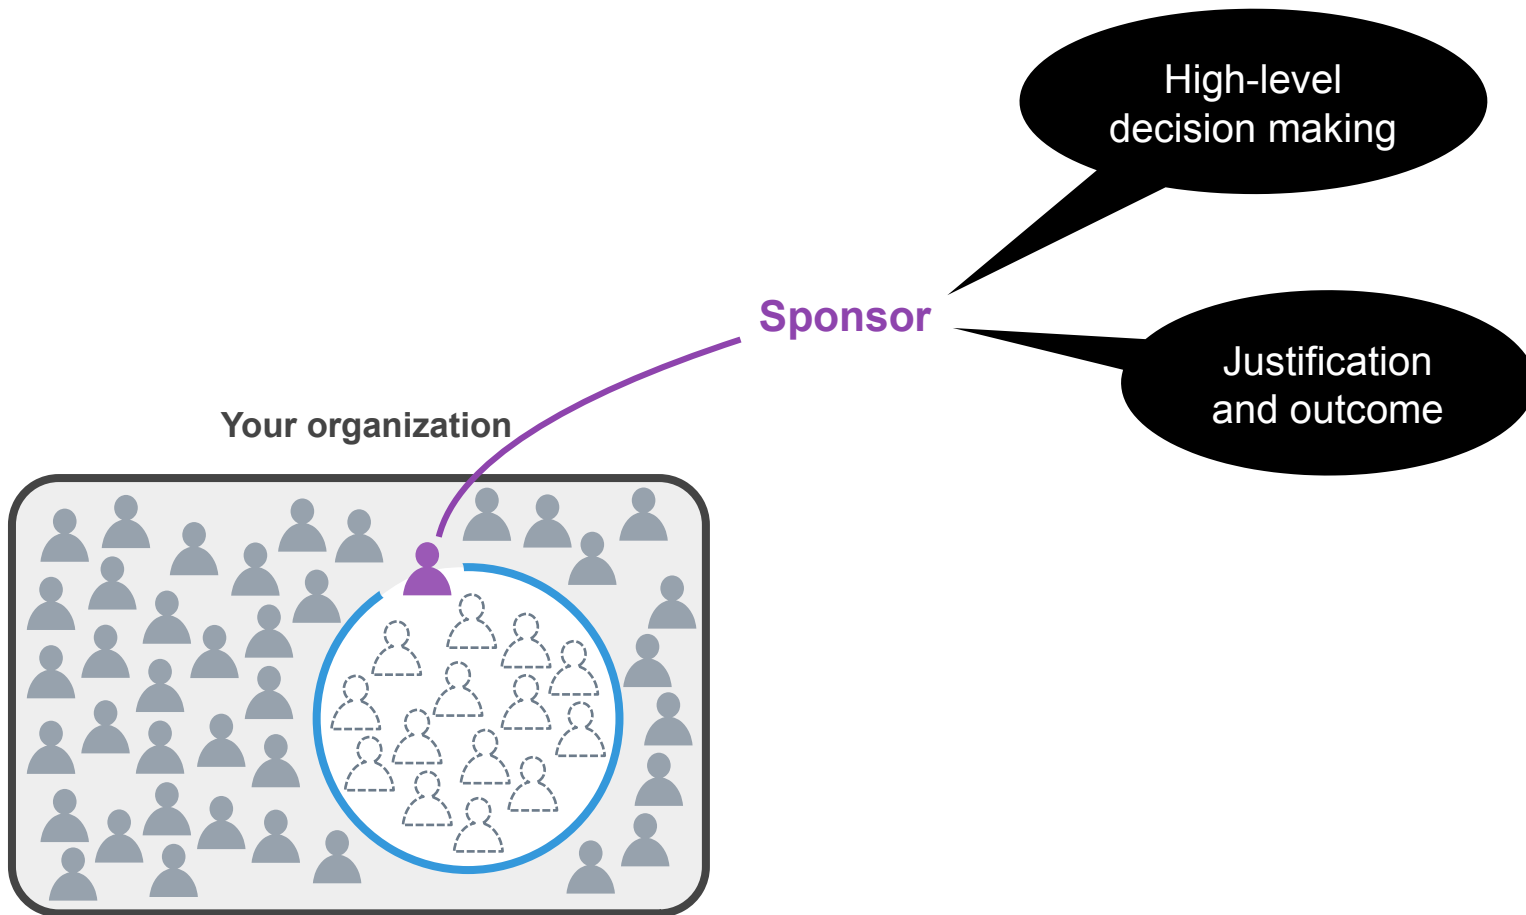 High-level
decision making
Sponsor
Justification
and outcome
Your organization